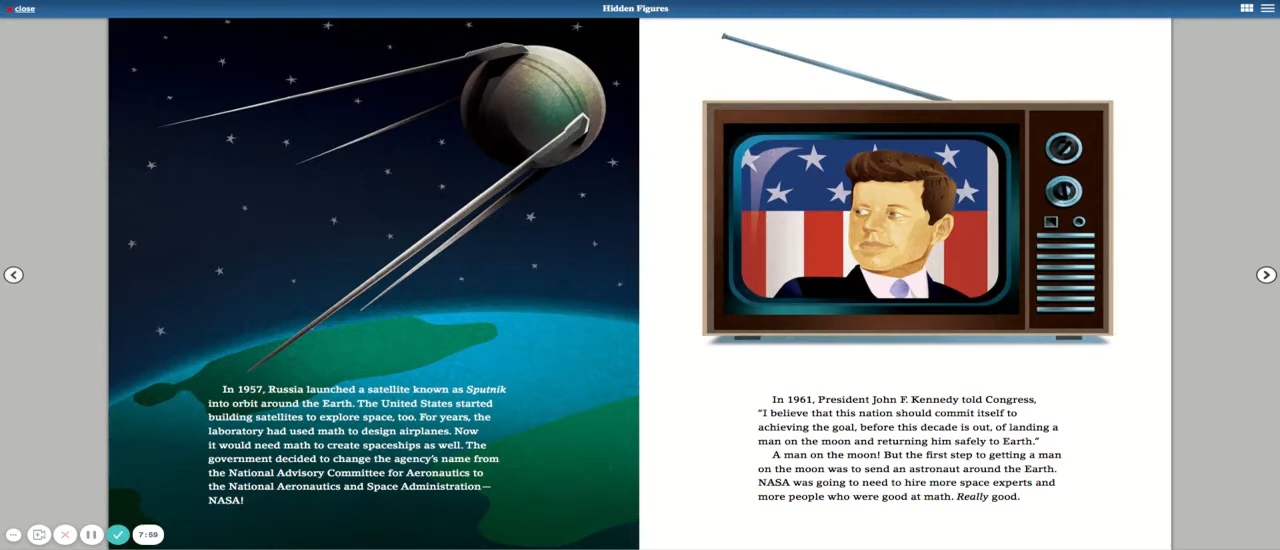 close
Hidden Figures
In 1957, Russia launched a satellite known as Sputnik
into orbit around the Earth. The United States started
building satellites to explore space, too. For years, the
laboratory had used math to design airplanes. Now
it would need math to create spaceships as well. The
government decided to change the agency's name from
the National Advisory Committee for Aeronautics to
the National Aeronautics and Space Administration—
NASA!
In 1961, President John F. Kennedy told Congress,
“I believe that this nation should commit itself to
achieving the goal, before this decade is out, of landing a
man on the moon and returning him safely to Earth.”
A man on the moon! But the first step to getting a man
on the moon was to send an astronaut around the Earth.
NASA was going to need to hire more space experts and
more people who were good at math. Really good.
7:59